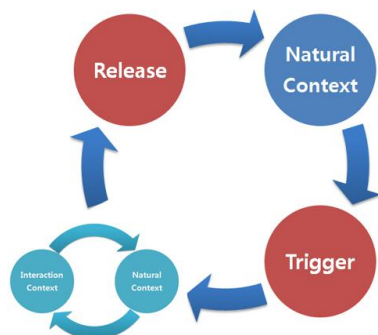 Release
Natural
Context
Trigger
Interaction
Context
Natural
Context